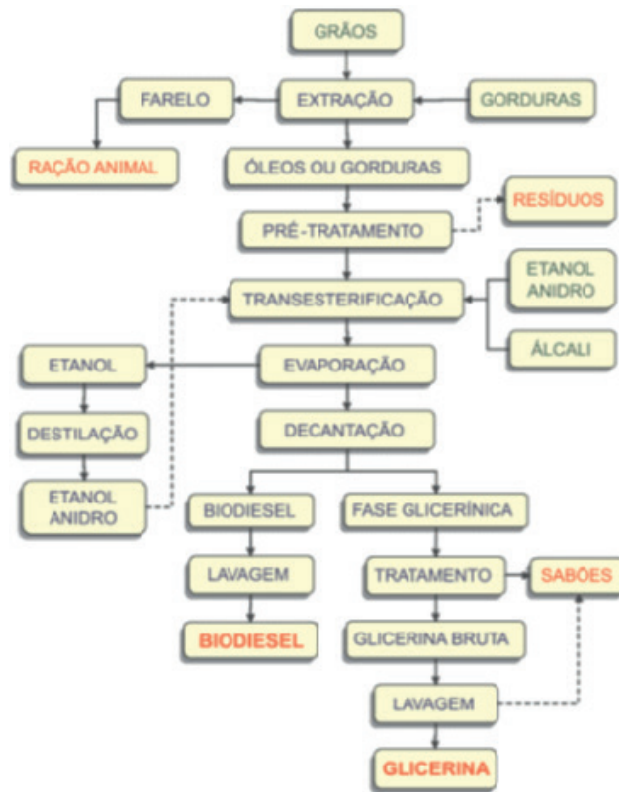 GRÃOS
FARELO
EXTRAÇÃO
GORDURAS
RAÇÃO ANIMAL
ÓLEOS OU GORDURAS
RESÍDUOS
PRÉ-TRATAMENTO
ETANOL
ANIDRO
TRANSESTERIFICAÇÃO
ÁLCALI
ETANOL
EVAPORAÇÃO
DESTILAÇÃO
DECANTAÇÃO
ETANOL
ANIDRO
BIODIESEL
FASE GLICERÍNICA
LAVAGEM
TRATAMENTO
SABÕES
BIODIESEL
GLICERINA BRUTA
LAVAGEM
GLICERINA